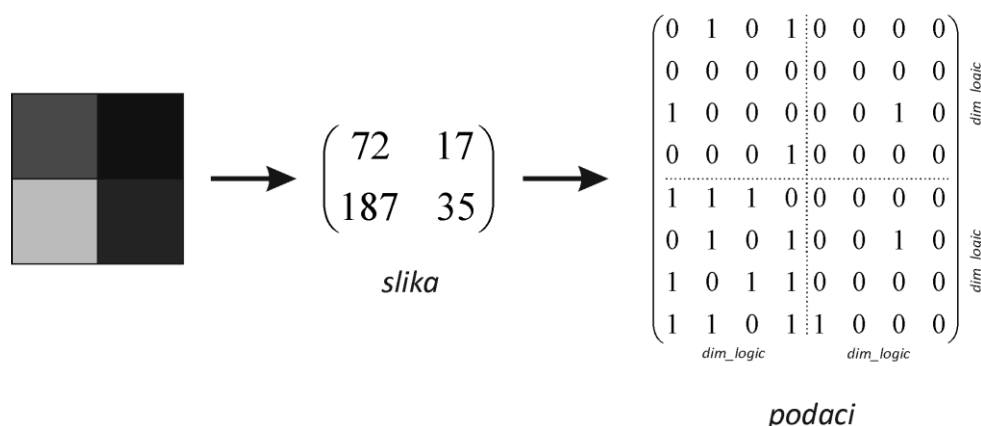 0 1 0 1 0 0 0 0
0 0 0 0 0 0 0 0
1 0 0 0 0 0 1 0
0 0 0 1 0 0 0 0
1 1 1 0 0 0 0 0
0 1 0 1 0 0 1 0
1 0 1 1 0 0 0 0
1 1 0 1 1 0 0 0
dim_logic
dim_logic
dim_logic dim_logic
72 17
187 35
slika
podaci